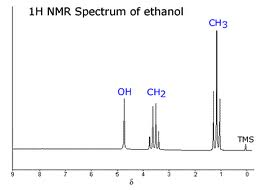 1H NMR Spectrum of ethanol
CH3
OH CH2
TMS
9 8 7 6 5 4 3 2 1 0
δ